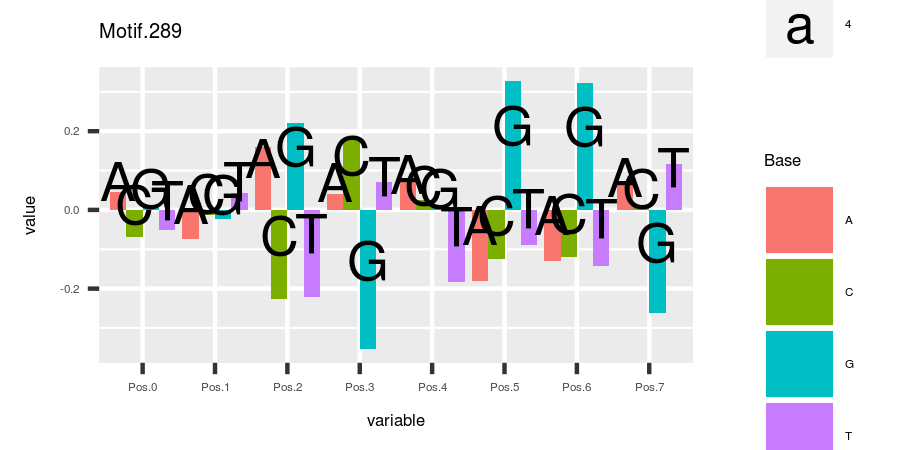 Motif.289
a
4
value
0.2
0.0
-0.2
A C G T A C G T A C G T A C G T A C G T A C G T A C G T A C G T
Pos.0 Pos.1 Pos.2 Pos.3 Pos.4 Pos.5 Pos.6 Pos.7
variable
Base
A
C
G
T